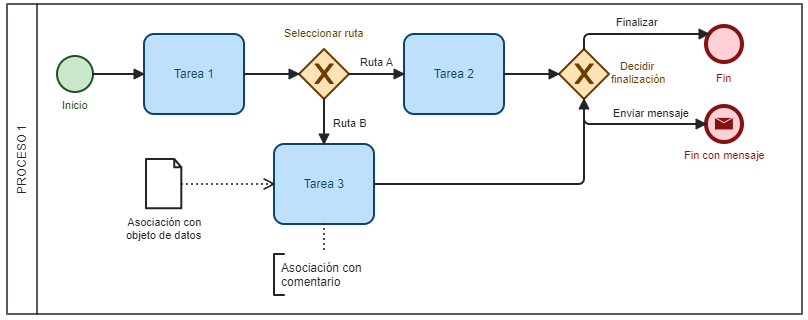 PROCESO 1
Inicio
Tarea 1
Seleccionar ruta
Ruta A
Ruta B
Tarea 2
Decidir
finalización
Finalizar
Fin
Enviar mensaje
Fin con mensaje
Tarea 3
Asociación con
objeto de datos
Asociación con
comentario